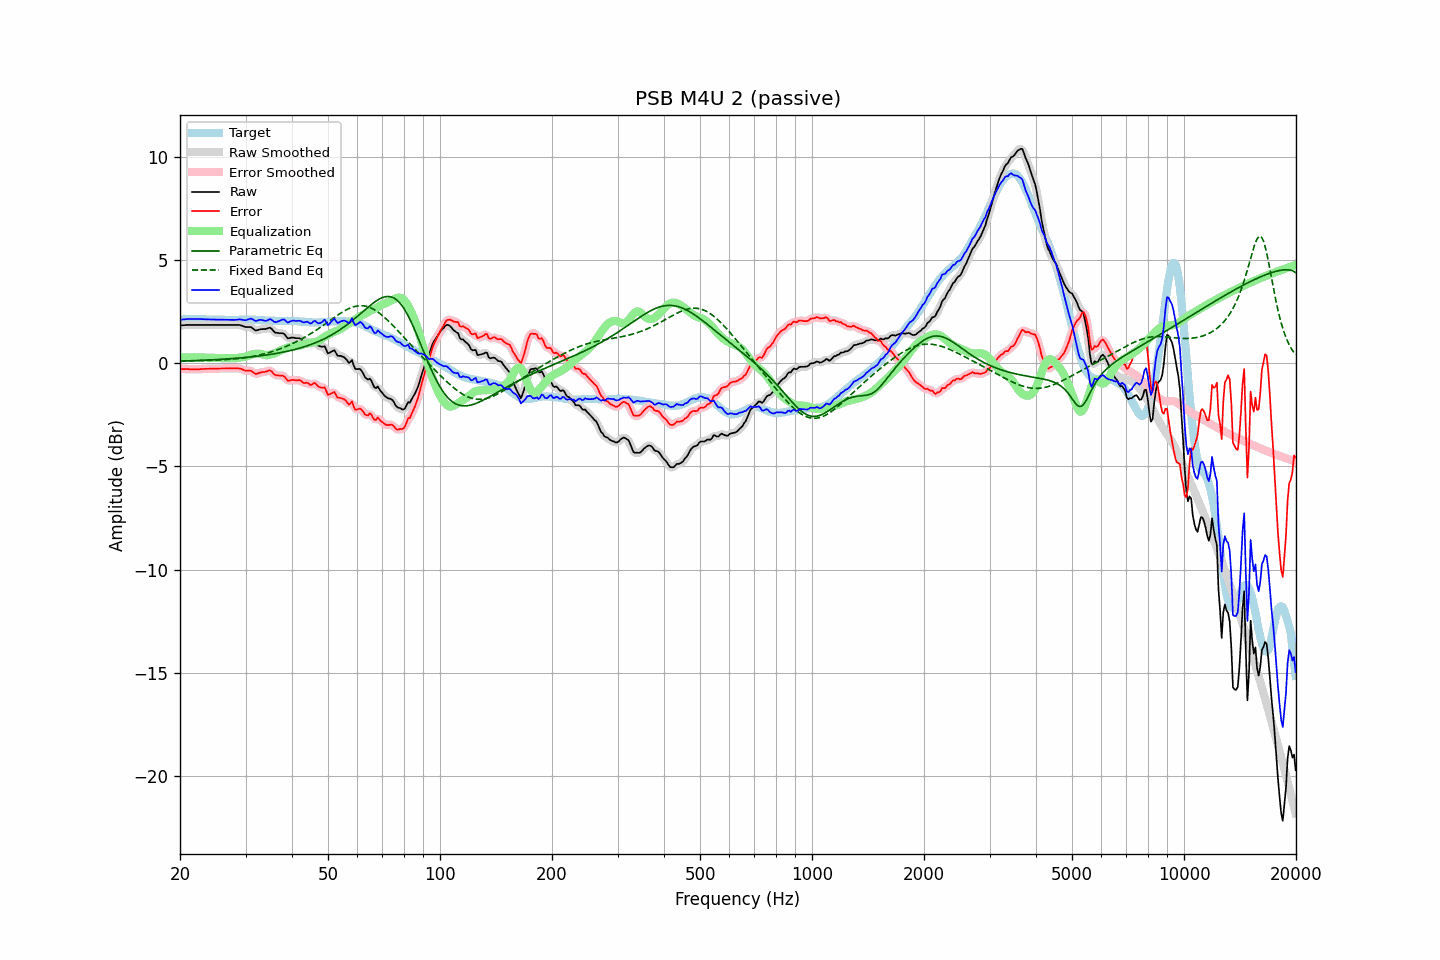 PSB M4U 2 (passive)
Target
Raw Smoothed
Error Smoothed
Raw
Error
Equalization
Parametric Eq
Fixed Band Eq
Equalized
10
5
0
−5
−10
−15
−20
Amplitude (dBr)
20 50 100 200 500 1000 2000 5000 10000 20000
Frequency (Hz)